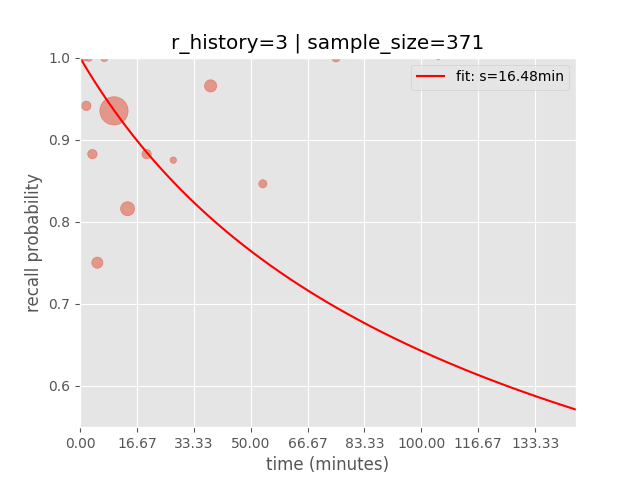 r_history=3 | sample_size=371
fit: s=16.48min
1.0
0.9
0.8
0.7
0.6
recall probability
0.00 16.67 33.33 50.00 66.67 83.33 100.00 116.67 133.33
time (minutes)